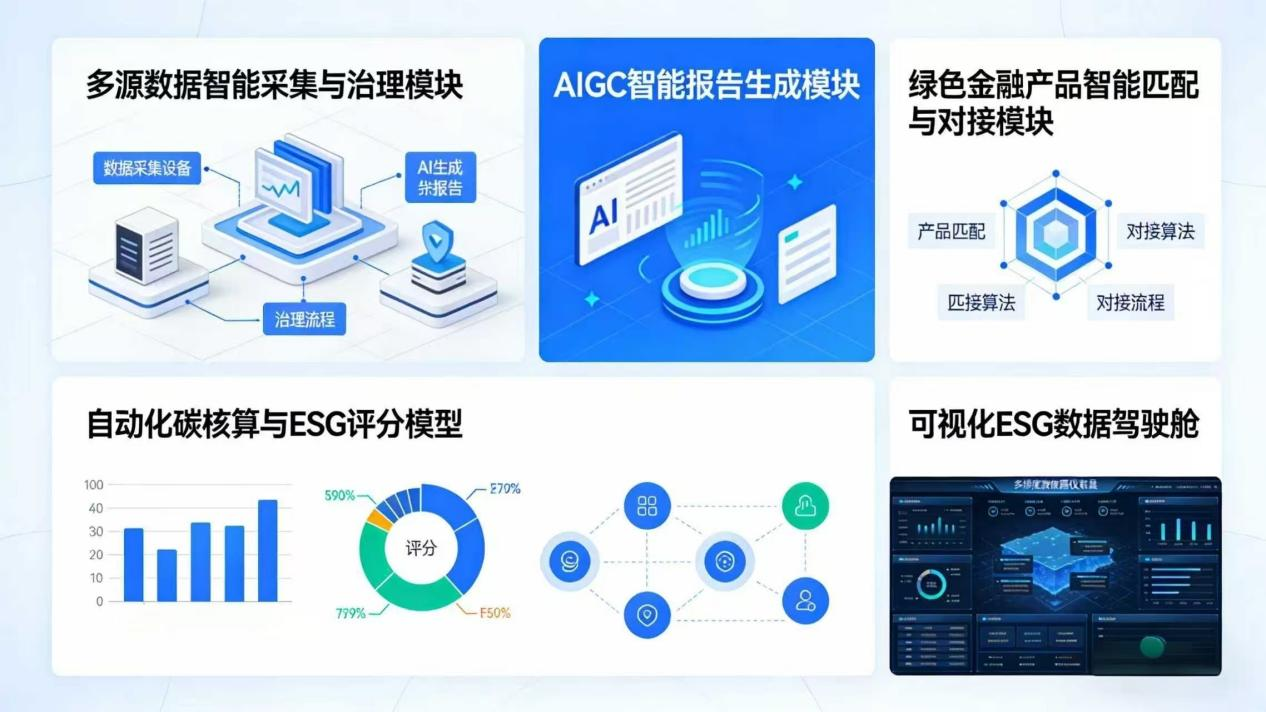 多源数据智能采集与治理模块
数据采集设备
AI生成
报告
治理流程
AIGC智能报告生成模块
AI
绿色金融产品智能匹配
与对接模块
产品匹配
对接算法
匹接算法
对接流程
自动化碳核算与ESG评分模型
100
40
30
20
10
0
590%
评分
F50%
可视化ESG数据驾驶舱